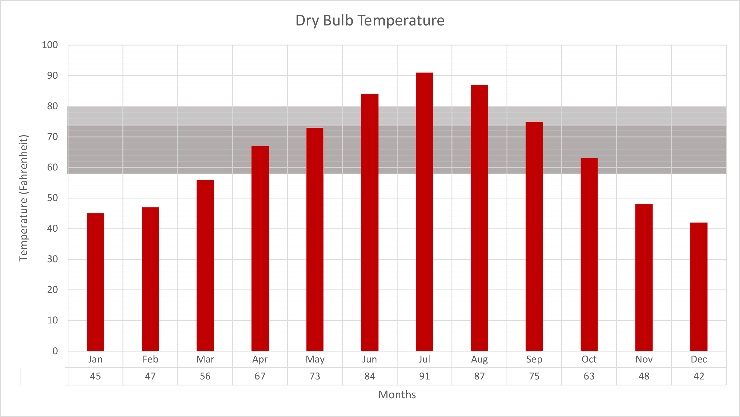 Dry Bulb Temperature
100
90
80
70
60
50
40
30
20
10
0
Temperature (Fahrenheit)
Jan Feb Mar Apr May Jun Jul Aug Sep Oct Nov Dec
45 47 56 67 73 84 91 87 75 63 48 42
Months